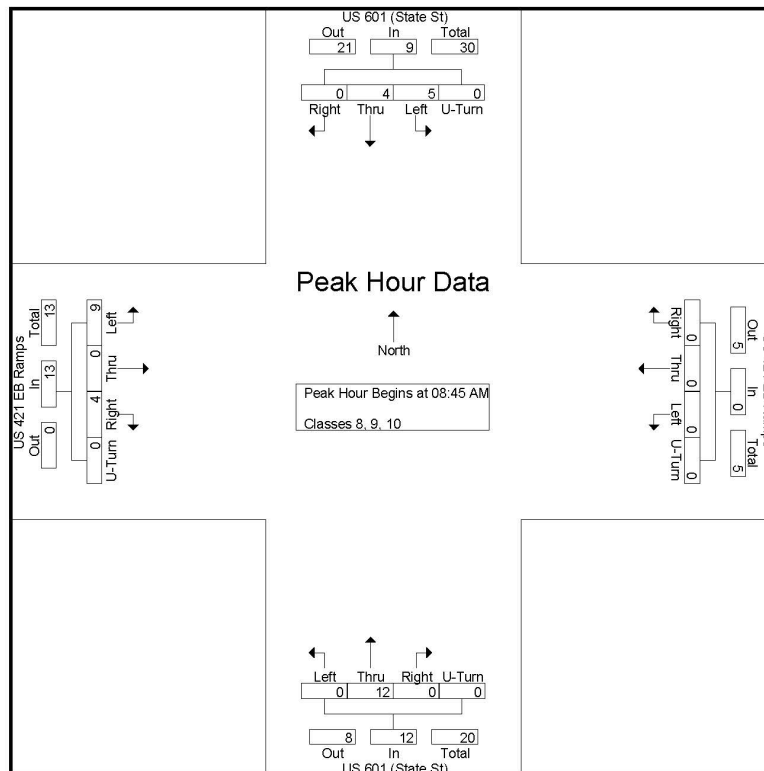 US 601 (State St)
Out In Total
21 9 30
0 4 5 0
Right Thru Left U-Turn
Peak Hour Data
North
Peak Hour Begins at 08:45 AM
Classes 8, 9, 10
US 421 EB Ramps
Out In Total
0 13 13
9 0 4 0
Left Thru Right U-Turn
Right Thru Left U-Turn
0 0 0 0
Out In Total
5 0 5
Left Thru Right U-Turn
0 12 0 0
8 12 20
Out In Total
US 601 (State St)